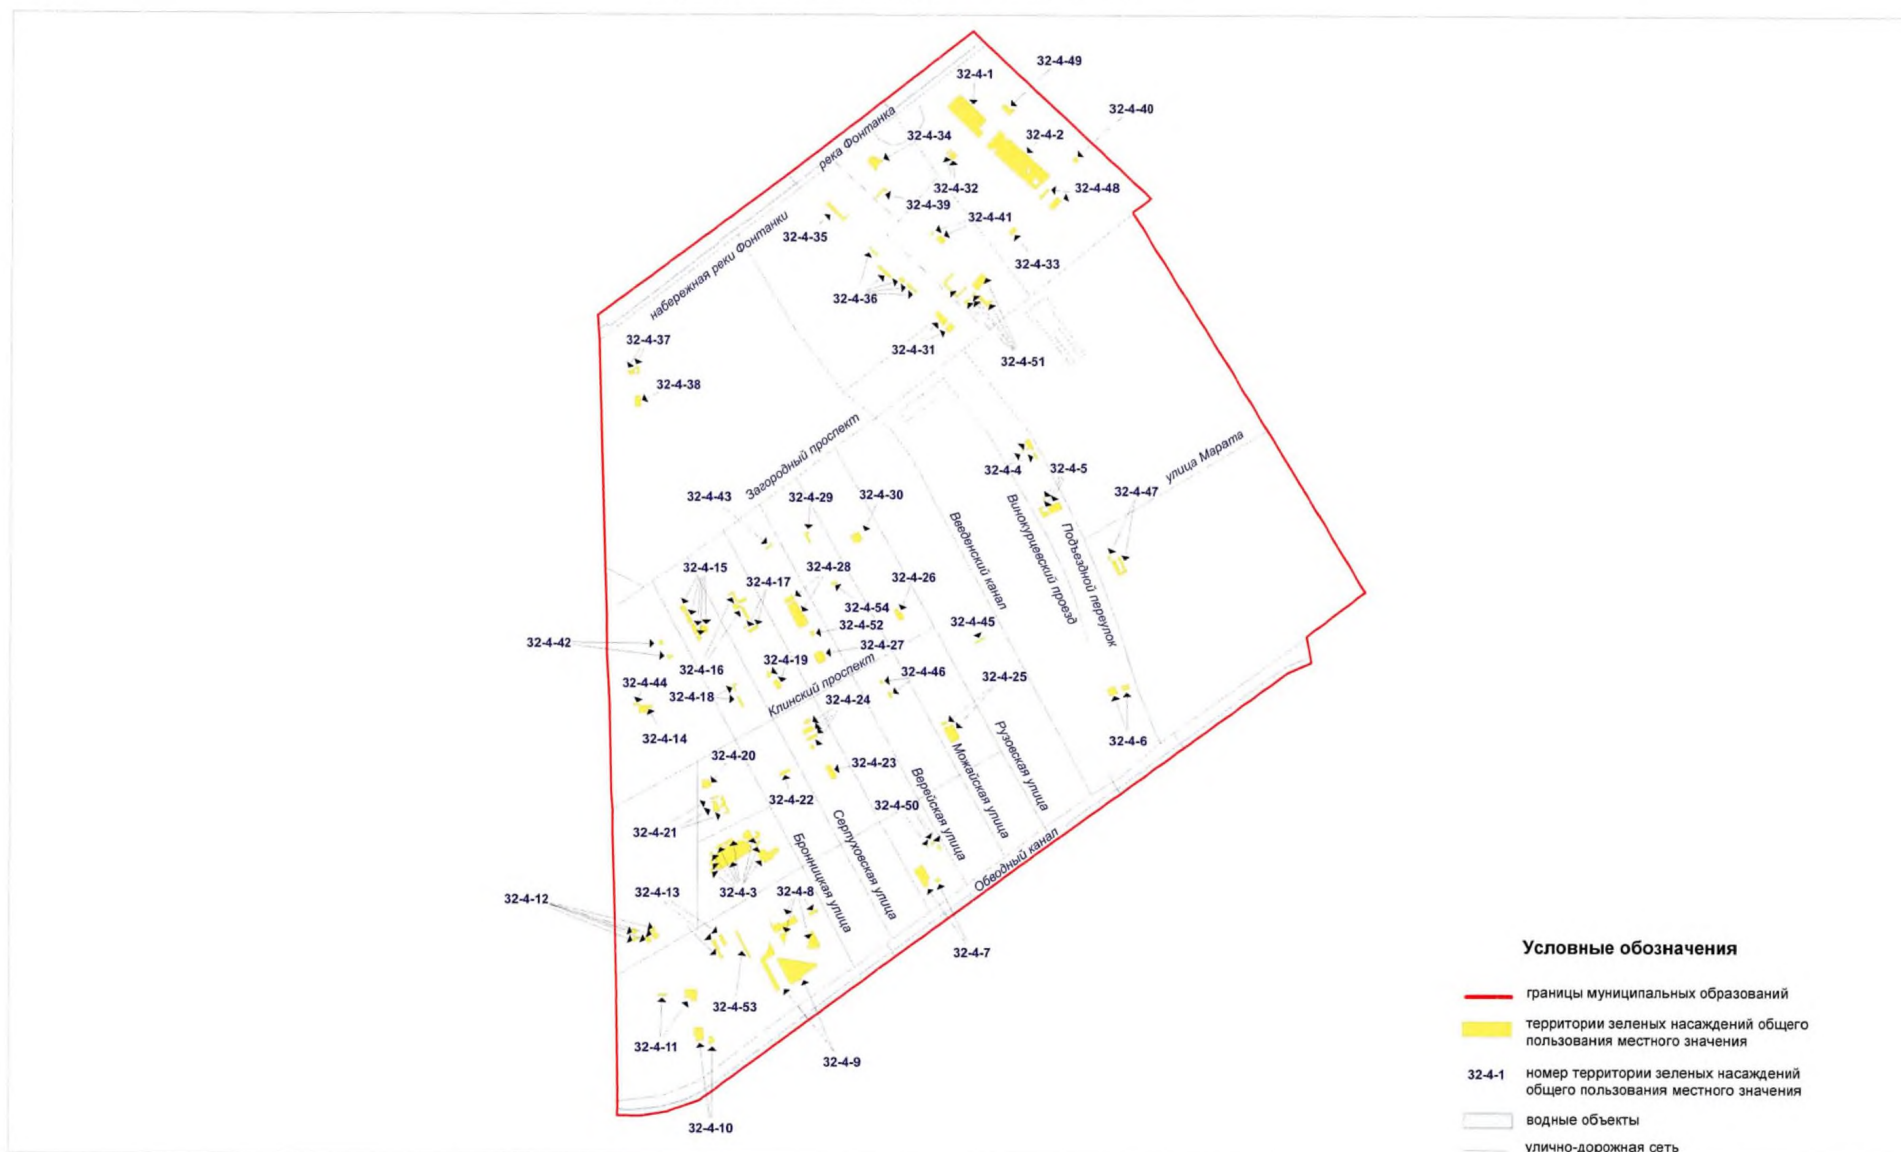 32-4-49
32-4-1
32-4-40
река Фонтанка
32-4-34
32-4-2
32-4-32
32-4-48
32-4-39
32-4-41
набережная реки Фонтанки
32-4-35
32-4-33
32-4-36
32-4-37
32-4-31
32-4-51
32-4-38
Загородный проспект
улица Марата
32-4-4
32-4-5
32-4-47
32-4-43
32-4-29
32-4-30
Введенский канал
Винокурцевский проезд
Подъездной переулок
32-4-15
32-4-17
32-4-28
32-4-26
32-4-54
32-4-52
32-4-45
32-4-42
32-4-27
32-4-16
32-4-19
32-4-46
32-4-25
32-4-44
32-4-18
Клинский проспект
32-4-24
32-4-14
32-4-6
32-4-20
32-4-23
32-4-22
32-4-50
Верейская улица
Можайская улица
Рузовская улица
32-4-21
Бронницкая улица
Серпуховская улица
Обводный канал
32-4-12
32-4-13
32-4-3
32-4-8
32-4-7
32-4-53
32-4-11
32-4-9
32-4-10
Условные обозначения
границы муниципальных образований
территории зеленых насаждений общего
пользования местного значения
32-4-1
номер территории зеленых насаждений
общего пользования местного значения
водные объекты
улично-дорожная сеть